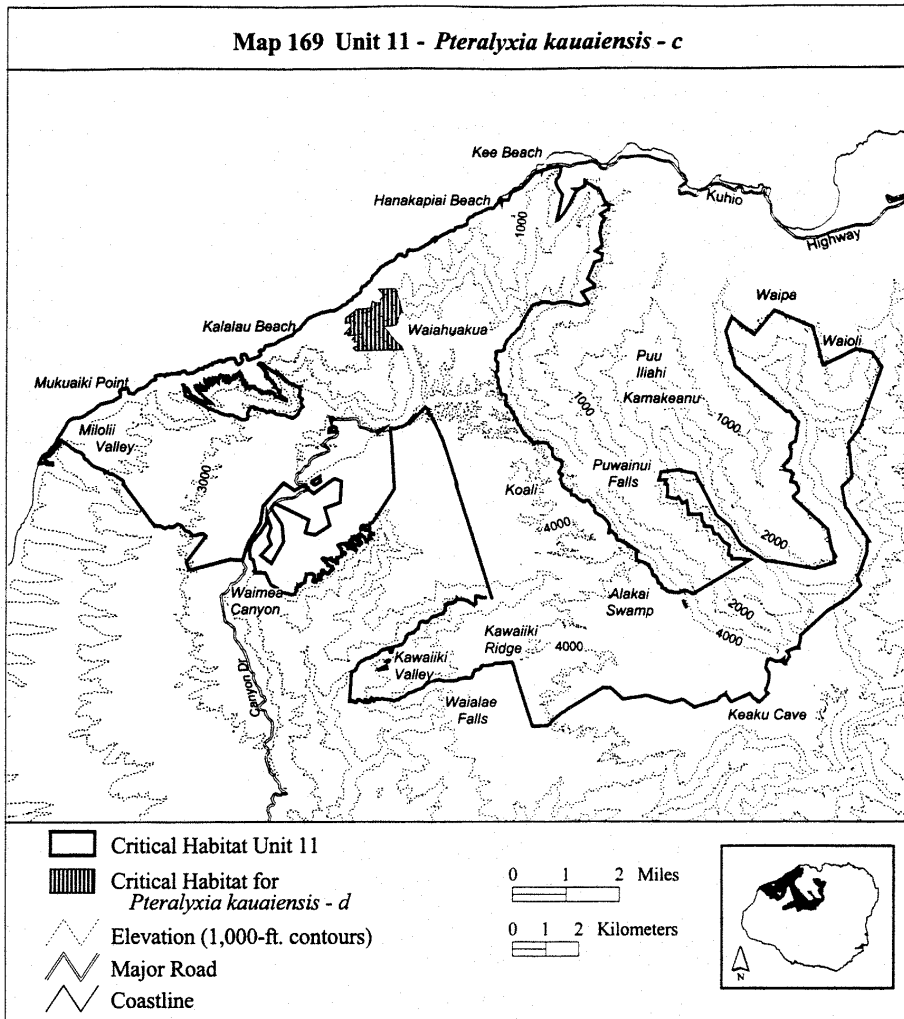 Map 169 Unit 11 - Pteralyxia kauaiensis - c
Kee Beach
Hanakapiai Beach
Kuhio
Highway
1000
Waipa
Kalalau Beach
Waiahuakua
Waioli
Puu
Iliahi
Mukuaiki Point
Kamakeanu
1000
1000
Milolii
Valley
3000
Puwainui
Falls
Koali
4000
2000
Waimea
Canyon
Alakai
Swamp
2000
4000
Kawaiiki
Ridge
4000
Kawaiiki
Valley
Canyon Dr
Waialae
Falls
Keaku Cave
Critical Habitat Unit 11
Critical Habitat for
Pteralyxia kauaiensis - d
Elevation (1,000-ft. contours)
Major Road
Coastline
0 1 2 Miles
0 1 2 Kilometers
N